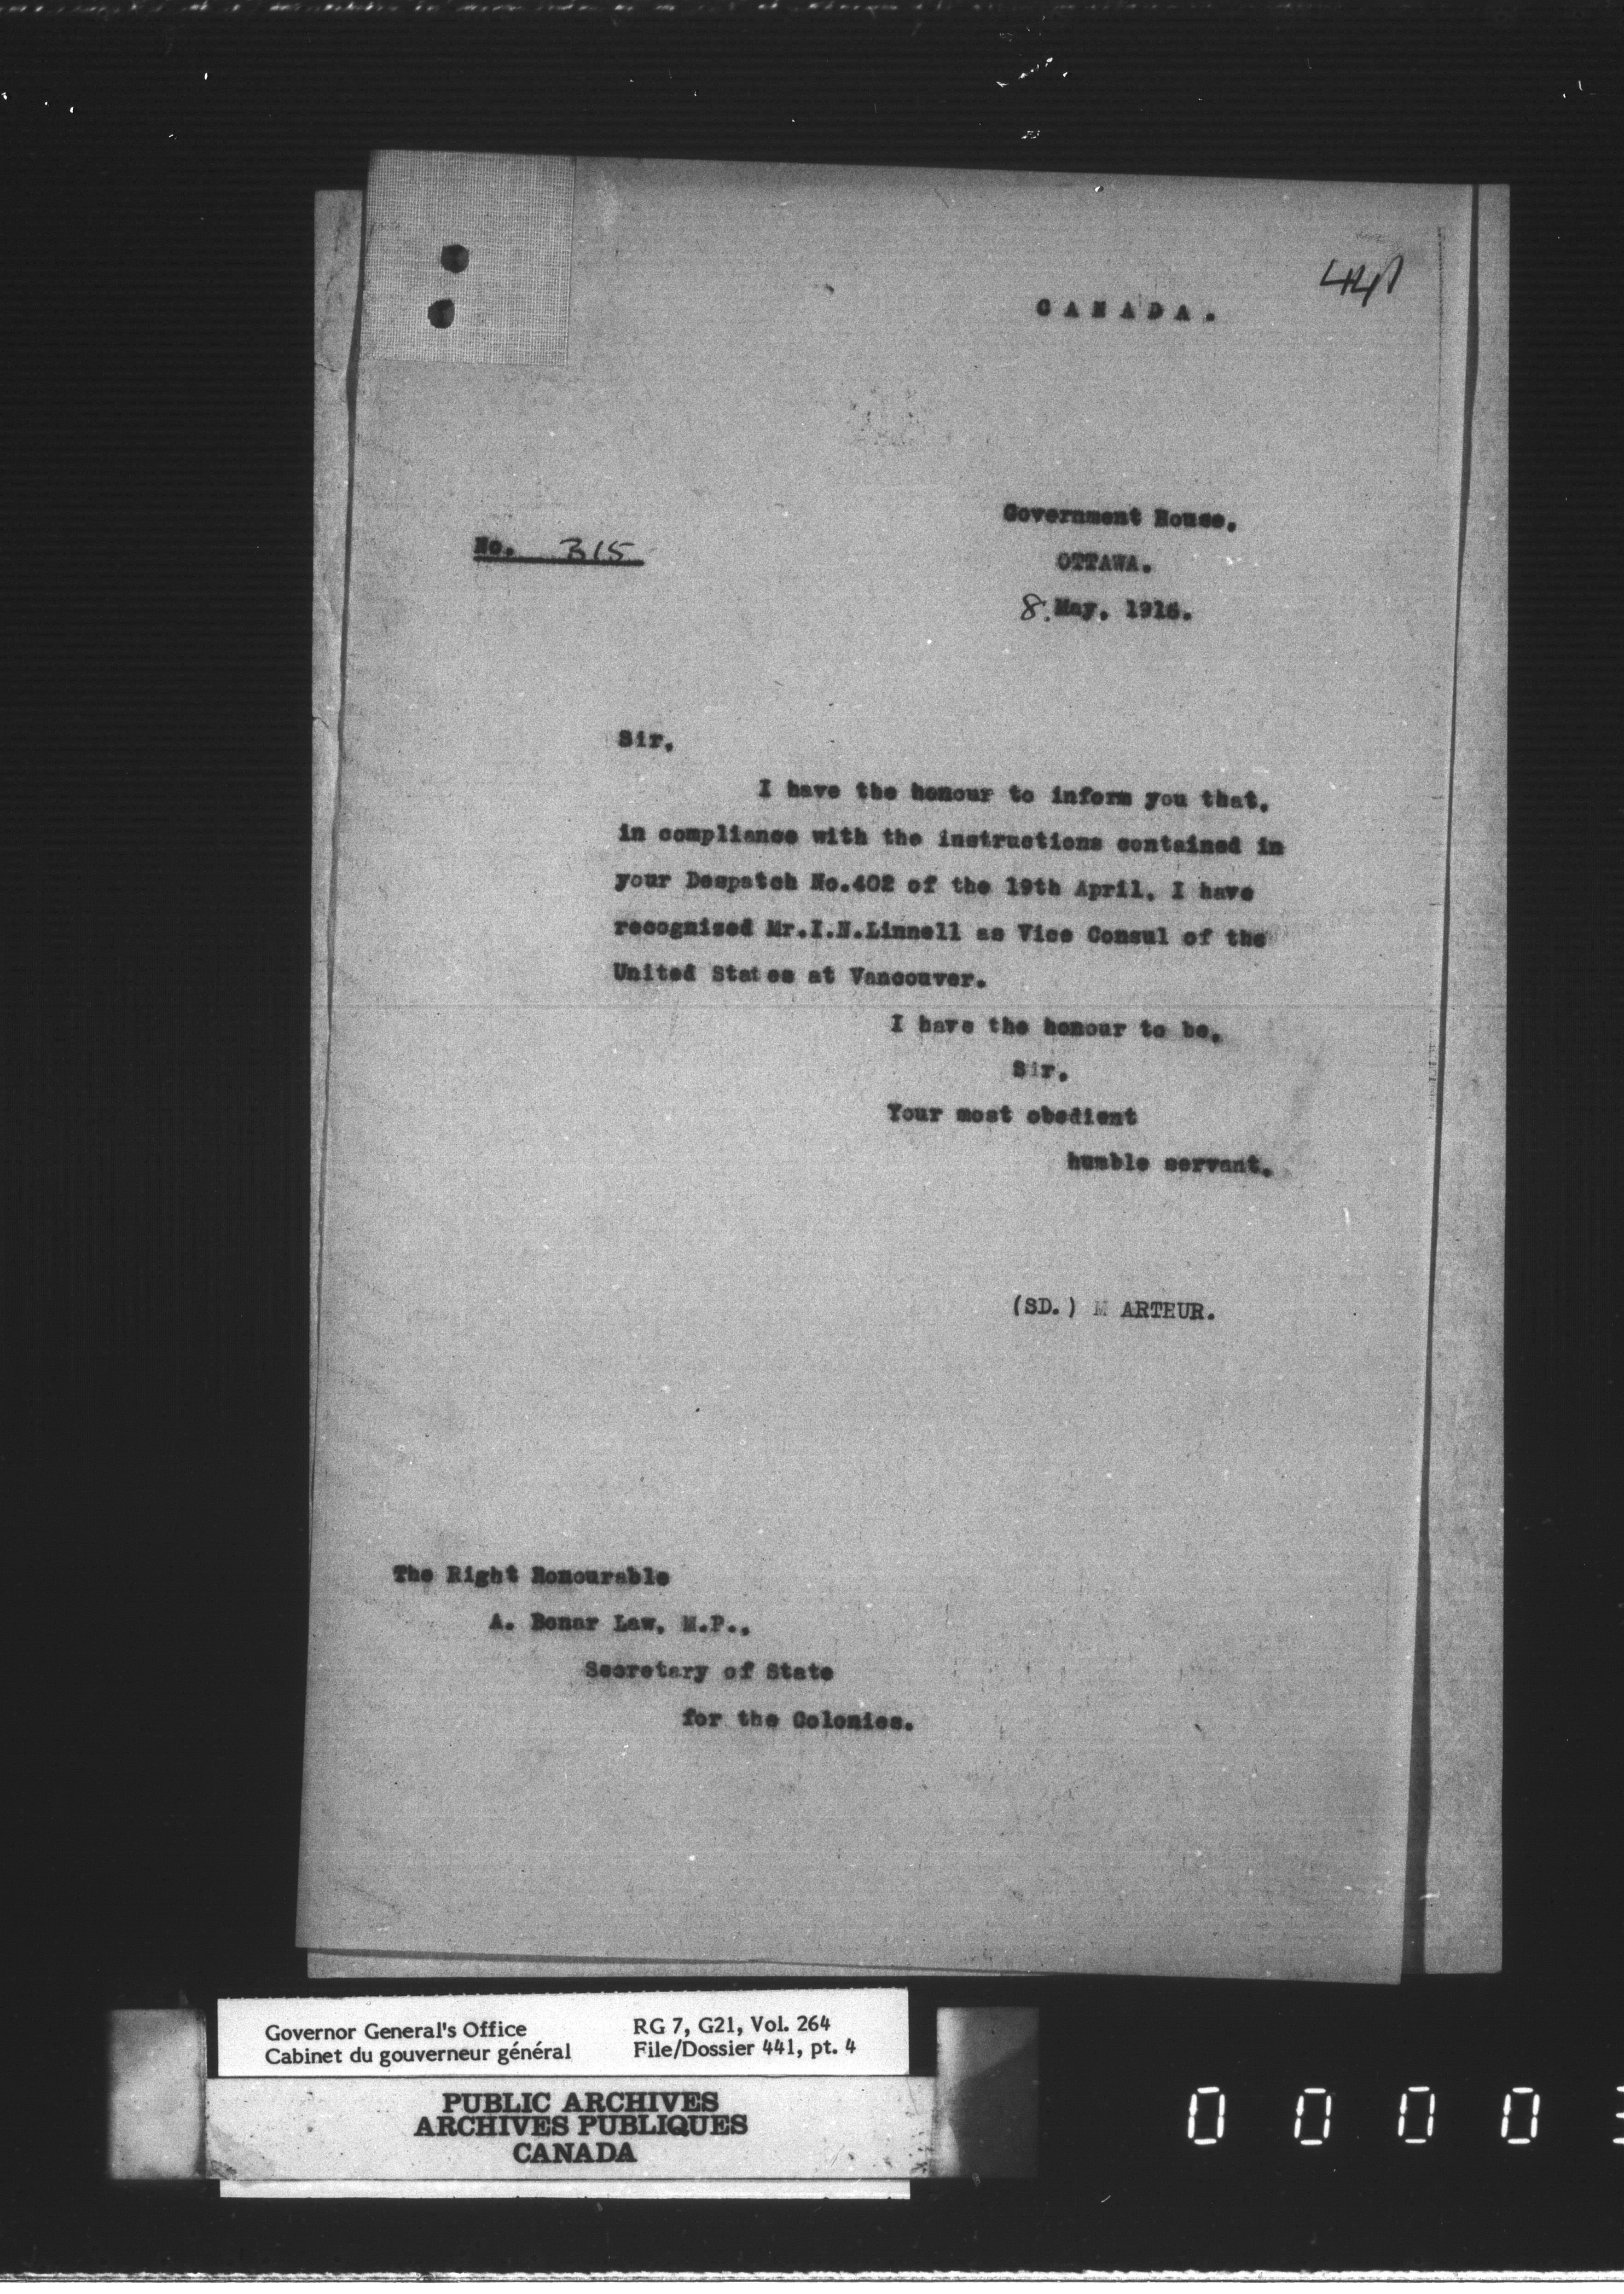 441
C A N A D A .
Government House,
No. 315
OTTAWA.
8. May, 1916.
Sir,
I have the honour to inform you that,
in compliance with the instructions contained in
your Despatch No.402 of the 19th April, I have
recognised Mr.I.N.Linnell as Vice Consul of the
United States at Vancouver.
I have the honour to be,
Sir,
Your most obedient
humble servant,
(SD.) M ARTHUR.
The Right Honourable
A. Bonar Law, M.P.,
Secretary of State
for the Colonies.
Governor General's Office
Cabinet du gouverneur général
RG 7, G21, Vol. 264
File/Dossier 441, pt. 4
PUBLIC ARCHIVES
ARCHIVES PUBLIQUES
CANADA
0 0 0 0